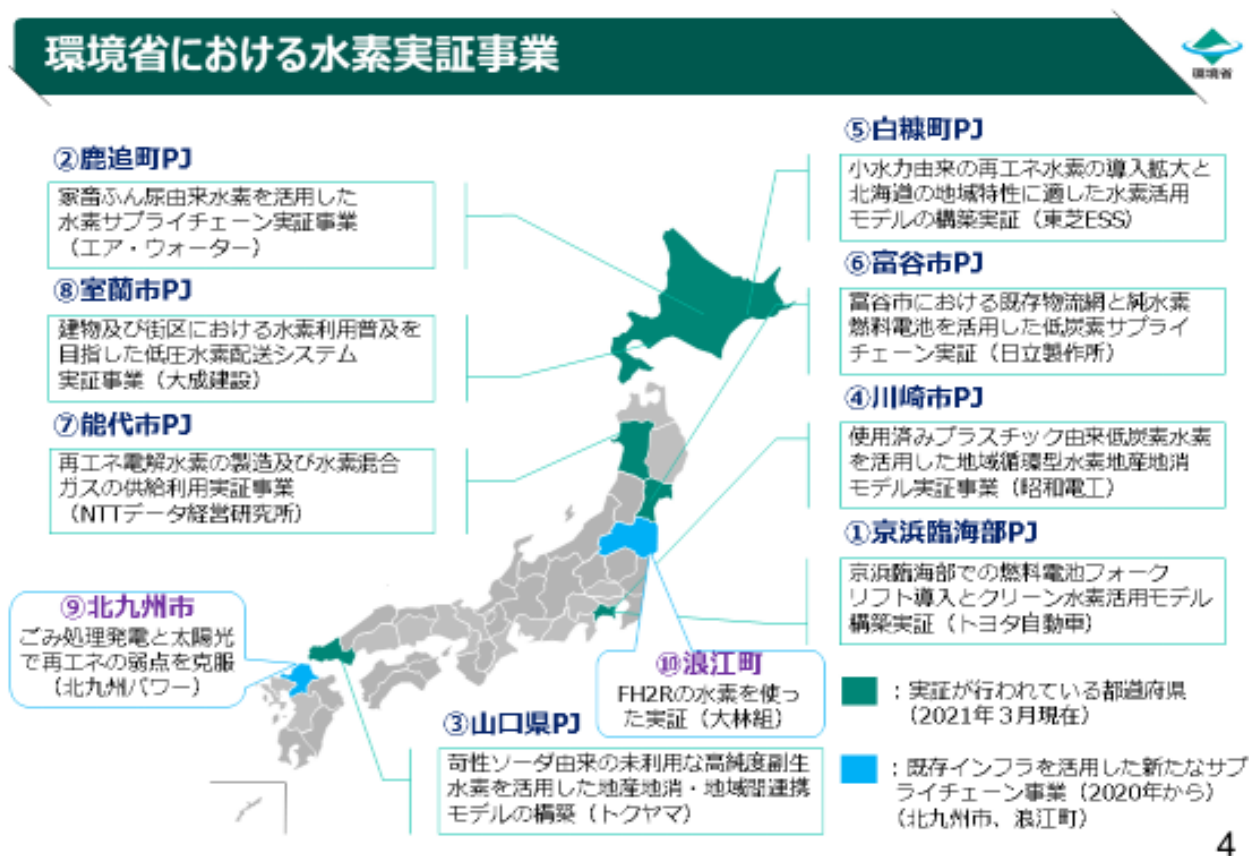 環境省における水素実証事業
環境省
②鹿追町PJ
家畜ふん尿由来水素を活用した
水素サプライチェーン実証事業
（エア・ウォーター）
⑧室蘭市PJ
建物及び街区における水素利用普及を
目指した低圧水素配送システム
実証事業（大成建設）
⑦能代市PJ
再エネ電解水素の製造及び水素混合
ガスの供給利用実証事業
（NTTデータ経営研究所）
⑨北九州市
ごみ処理発電と太陽光
で再エネの弱点を克服
（北九州パワー）
⑤白糠町PJ
小水力由来の再エネ水素の導入拡大と
北海道の地域特性に適した水素活用
モデルの構築実証（東芝ESS）
⑥富谷市PJ
富谷市における既存物流網と純水素
燃料電池を活用した低炭素サプライ
チェーン実証（日立製作所）
④川崎市PJ
使用済みプラスチック由来低炭素水素
を活用した地域循環型水素地産地消
モデル実証事業（昭和電工）
①京浜臨海部PJ
京浜臨海部での燃料電池フォーク
リフト導入とクリーン水素活用モデル
構築実証（トヨタ自動車）
⑩浪江町
FH2Rの水素を使っ
た実証（大林組）
③山口県PJ
苛性ソーダ由来の未利用な高純度副生
水素を活用した地産地消・地域間連携
モデルの構築（トクヤマ）
：実証が行われている都道府県
（2021年３月現在）
：既存インフラを活用した新たなサプ
ライチェーン事業（2020年から）
（北九州市、浪江町）
4